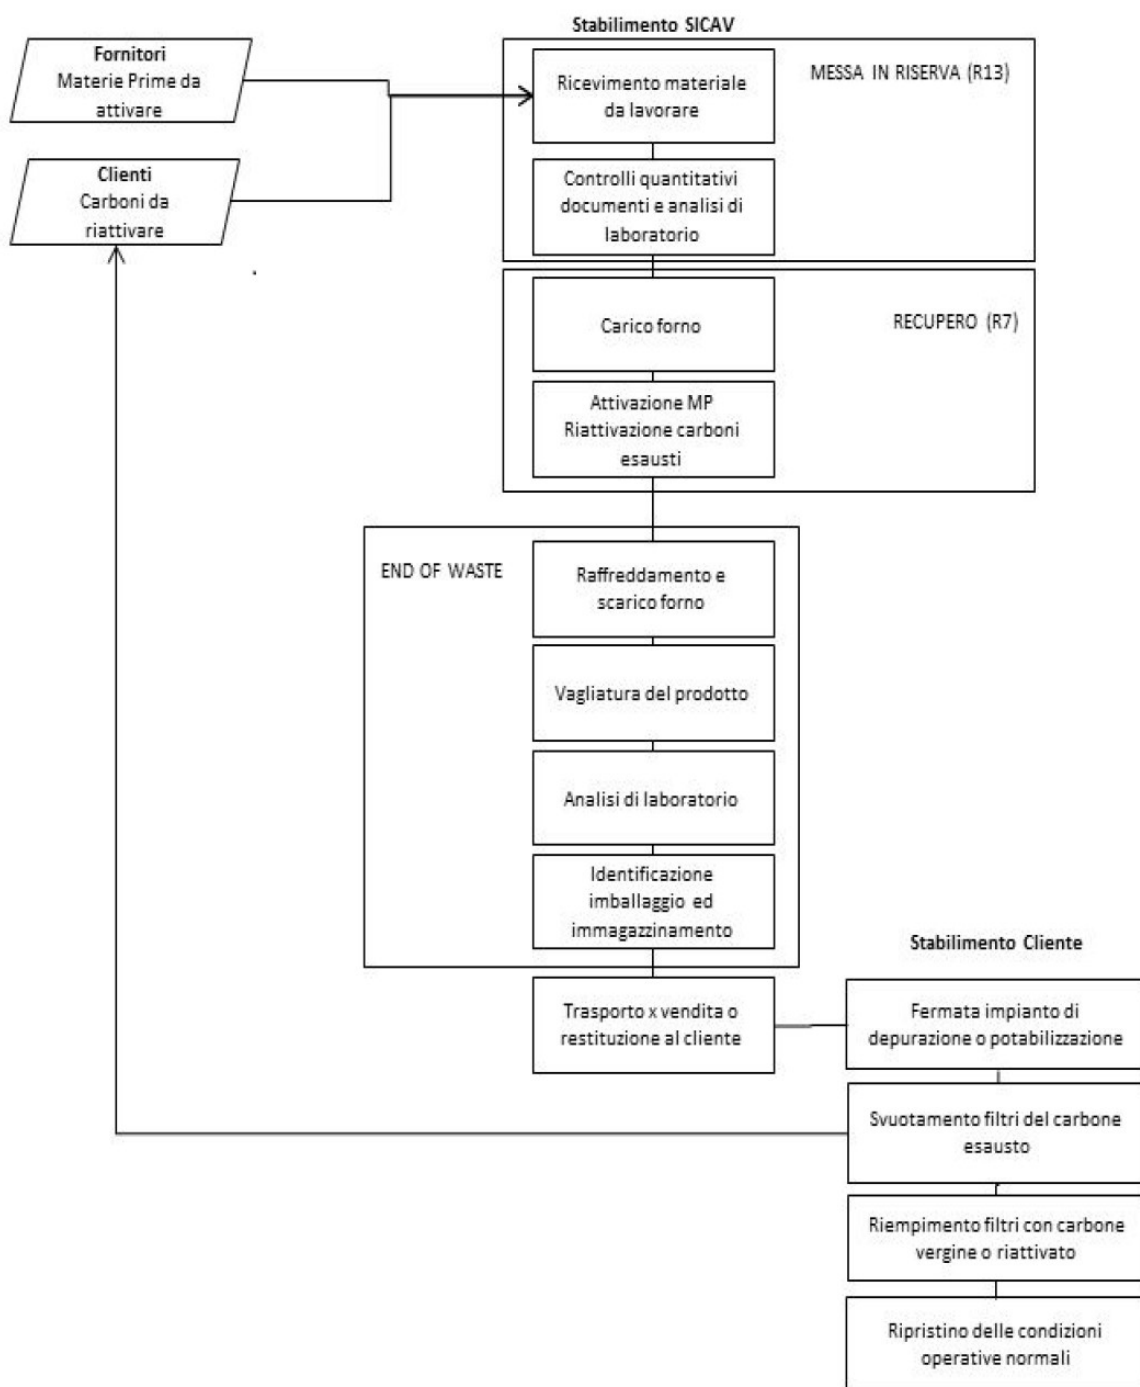 Stabilimento SICAV
Fornitori
Materie Prime da
attivare
Clienti
Carboni da
riattivare
MESSA IN RISERVA (R13)
Ricevimento materiale
da lavorare
Controlli quantitativi
documenti e analisi di
laboratorio
RECUPERO (R7)
Carico forno
Attivazione MP
Riattivazione carboni
esausti
END OF WASTE
Raffreddamento e
scarico forno
Vagliatura del prodotto
Analisi di laboratorio
Identificazione
imballaggio ed
immagazzinamento
Trasporto x vendita o
restituzione al cliente
Stabilimento Cliente
Fermata impianto di
depurazione o potabilizzazione
Svuotamento filtri del carbone
esausto
Riempimento filtri con carbone
vergine o riattivato
Ripristino delle condizioni
operative normali